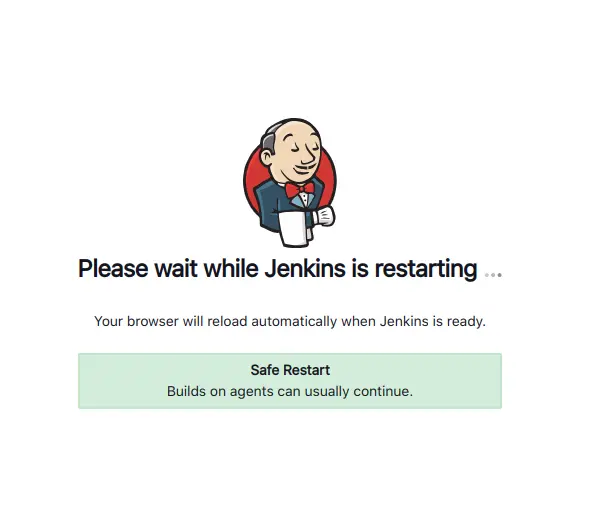 Please wait while Jenkins is restarting ...
Your browser will reload automatically when Jenkins is ready.
Safe Restart
Builds on agents can usually continue.